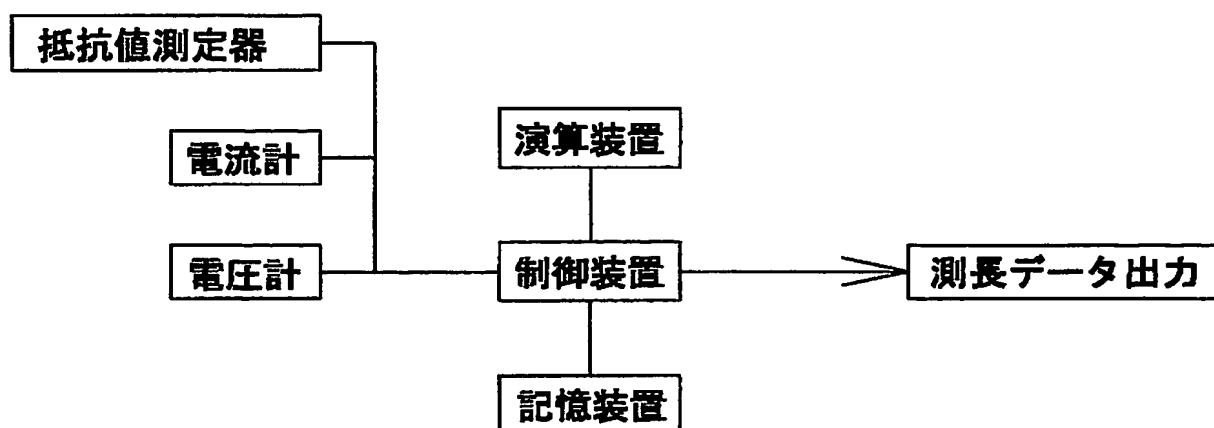 抵抗値測定器
電流計
演算装置
電圧計
制御装置
測長データ出力
記憶装置